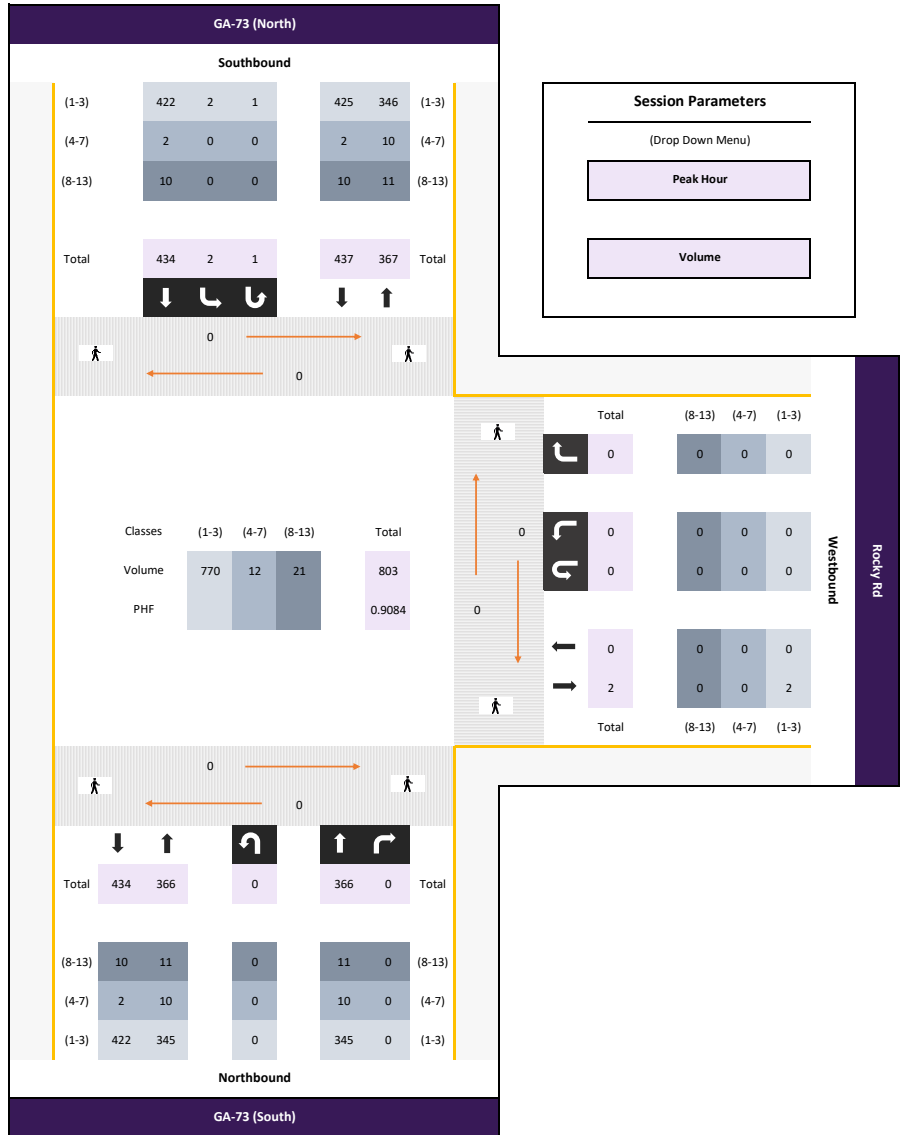 GA-73 (North)
Southbound
(1-3) 422 2 1 425 346 (1-3)
(4-7) 2 0 0 2 10 (4-7)
(8-13) 10 0 0 10 11 (8-13)
Total 434 2 1 437 367 Total
0
0
Session Parameters
(Drop Down Menu)
Peak Hour
Volume
Total (8-13) (4-7) (1-3)
0 0 0 0
0 0 0 0
0 0 0 0
0 0 0 0
2 0 0 2
Total (8-13) (4-7) (1-3)
0
0
Westbound
Rocky Rd
Classes (1-3) (4-7) (8-13) Total
Volume 770 12 21 803
PHF 0.9084
0
0
Total 434 366 0 366 0 Total
(8-13) 10 11 0 11 0 (8-13)
(4-7) 2 10 0 10 0 (4-7)
(1-3) 422 345 0 345 0 (1-3)
Northbound
GA-73 (South)